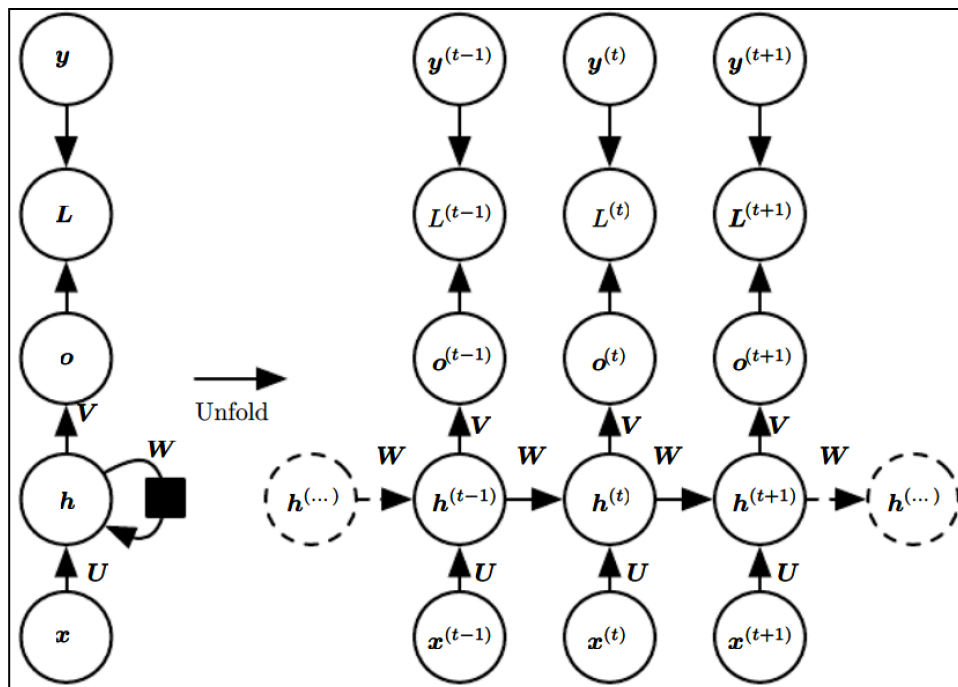 y y^(t−1) y^(t) y^(t+1)
L L^(t−1) L^(t) L^(t+1)
o o^(t−1) o^(t) o^(t+1)
Unfold
V V V V
W W W W W
h h^(...) h^(t−1) h^(t) h^(t+1) h^(...)
U U U U
x x^(t−1) x^(t) x^(t+1)